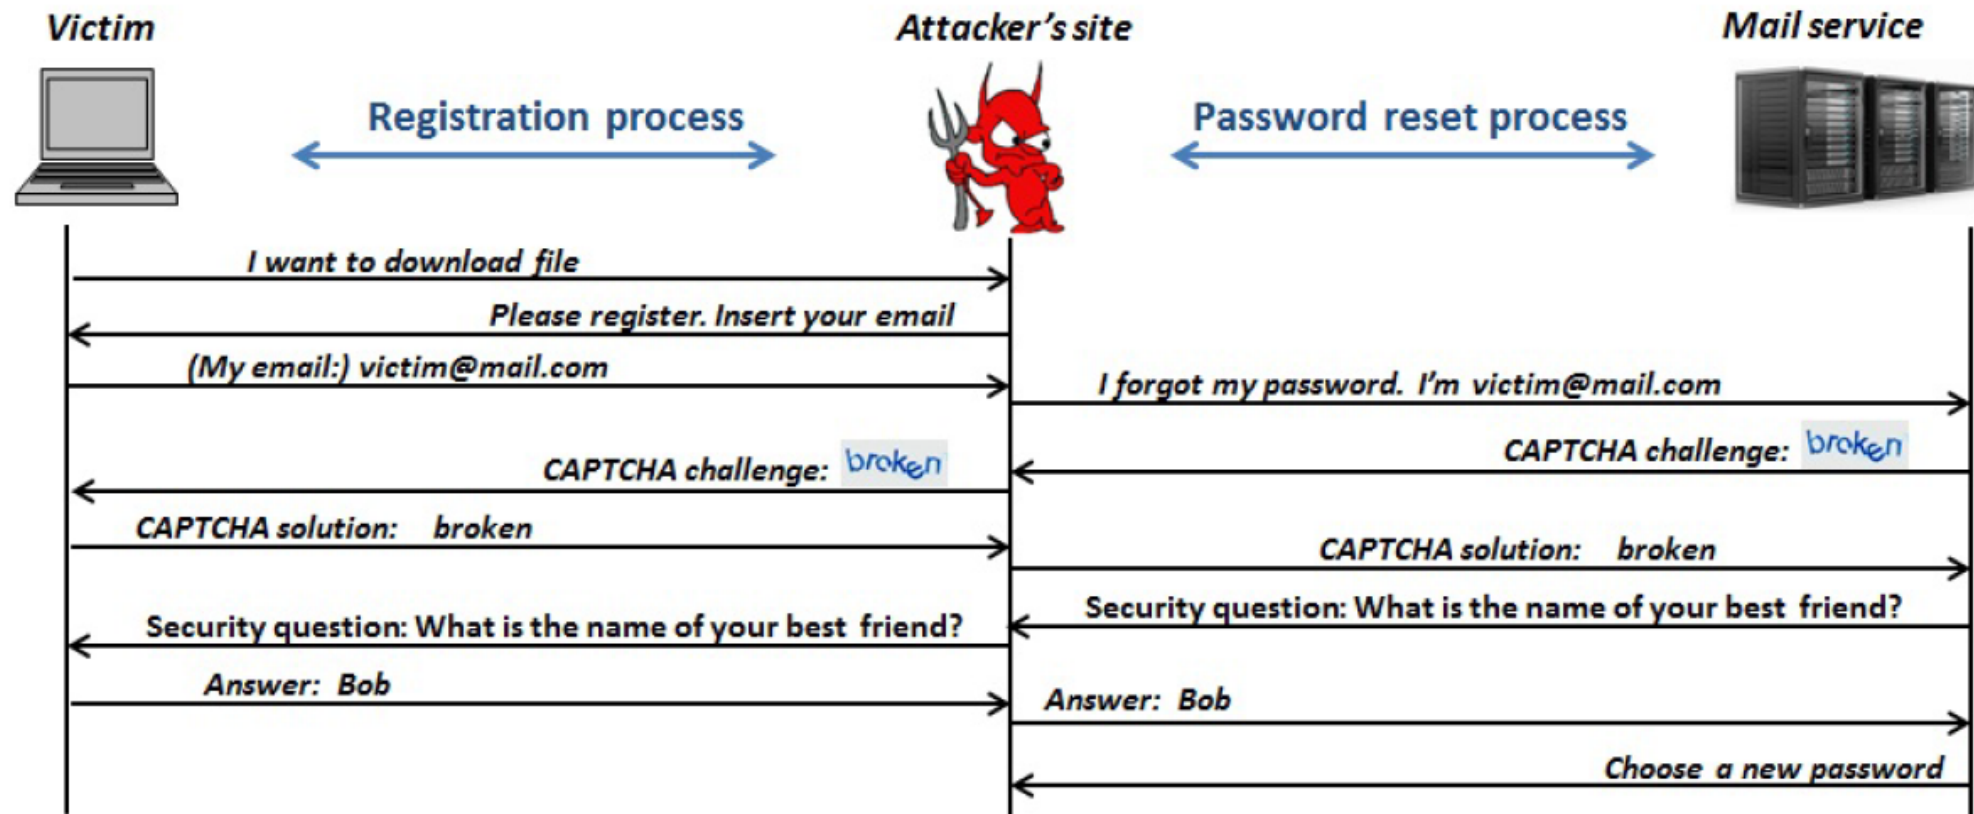 Victim
Attacker's site
Mail service
Registration process
Password reset process
I want to download file
Please register. Insert your email
(My email:) victim@mail.com
I forgot my password. I'm victim@mail.com
CAPTCHA challenge: broken
CAPTCHA challenge: broken
CAPTCHA solution: broken
CAPTCHA solution: broken
Security question: What is the name of your best friend?
Security question: What is the name of your best friend?
Answer: Bob
Answer: Bob
Choose a new password